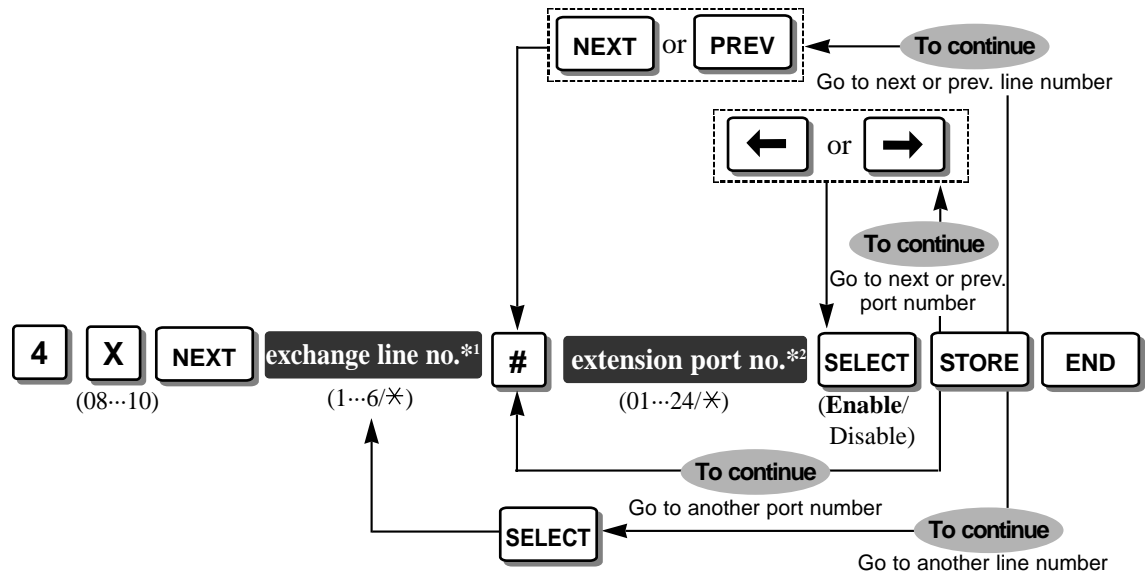 NEXT or PREV
To continue
Go to next or prev. line number
← or →
To continue
Go to next or prev.
port number
4 X NEXT exchange line no.*1 # extension port no.*2 SELECT STORE END
(08···10) (1···6/✳) (01···24/✳) (Enable/
Disable)
To continue
Go to another port number
SELECT
To continue
Go to another line number